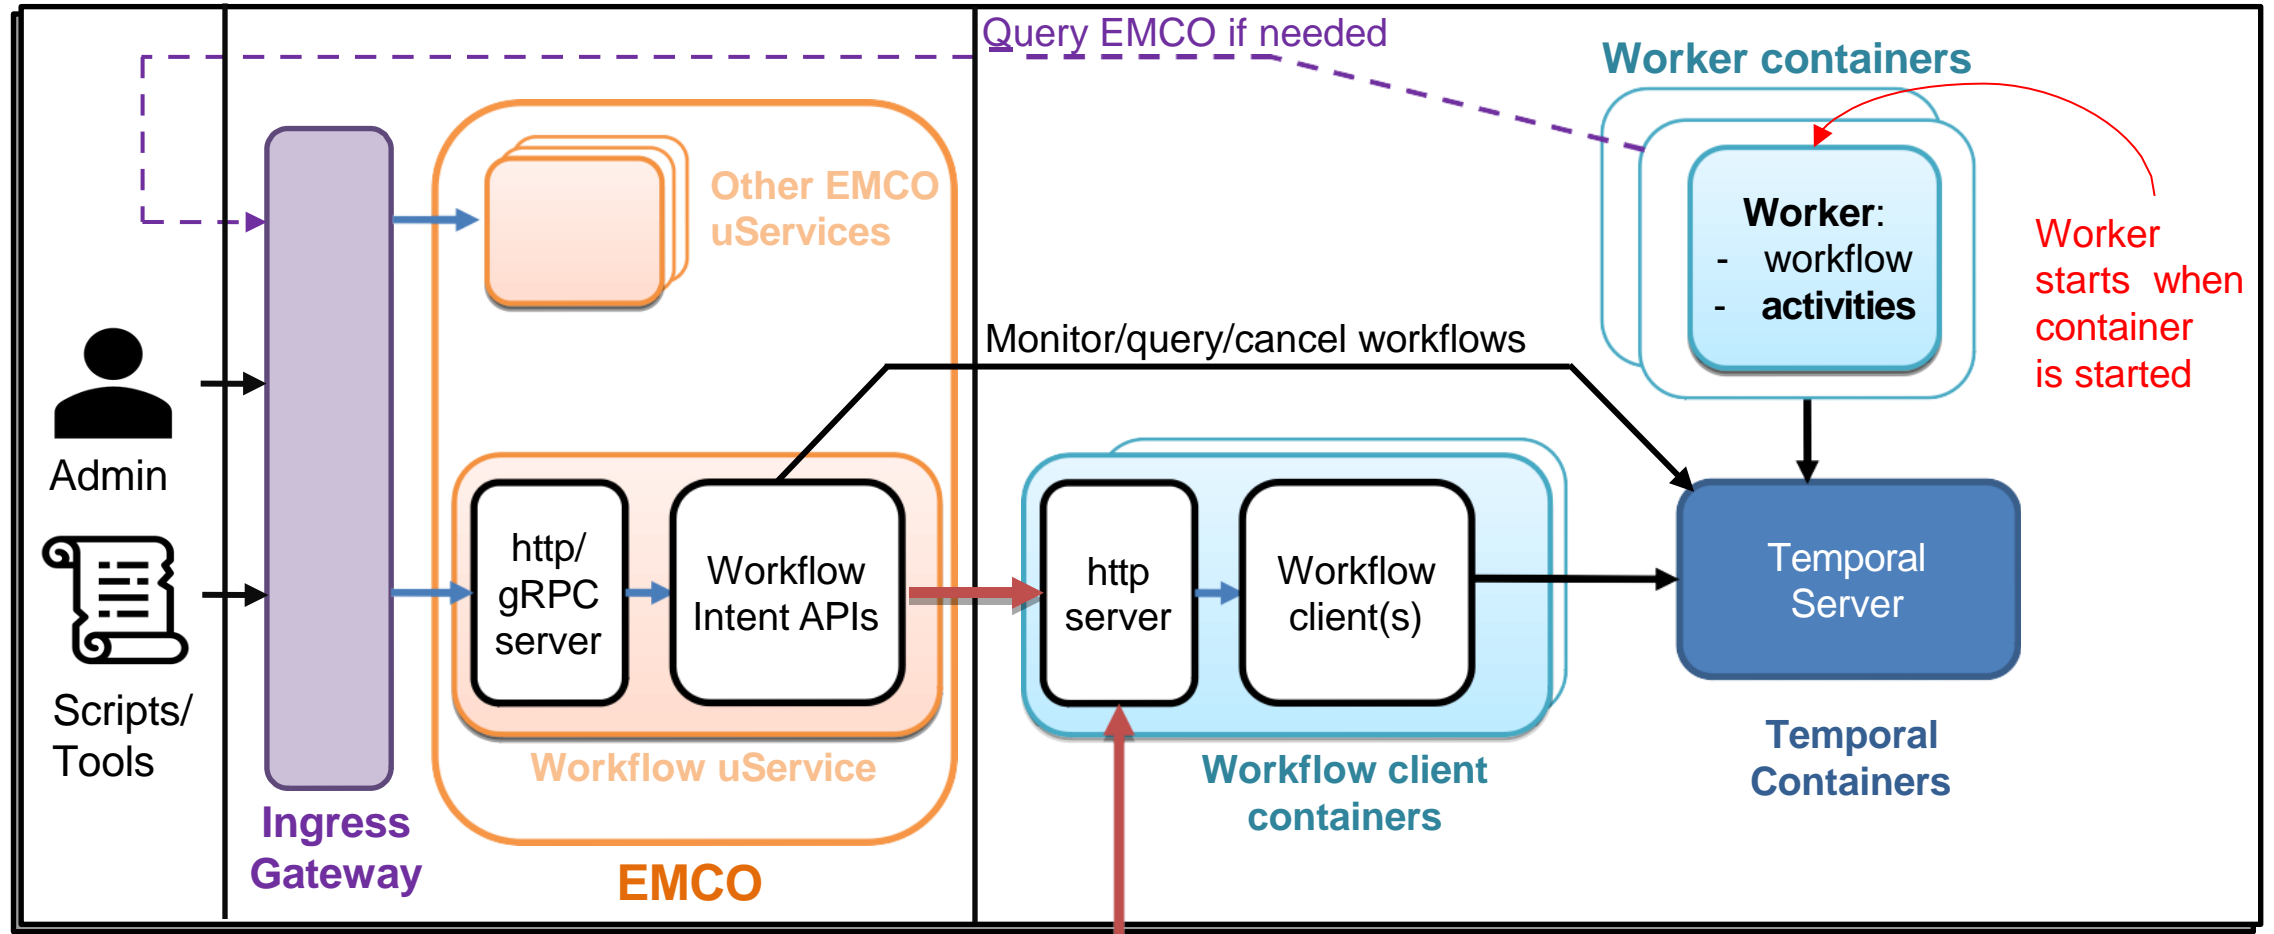 Query EMCO if needed
Worker containers
Other EMCO
uServices
Worker:
- workflow
- activities
Worker
starts when
container
is started
Monitor/query/cancel workflows
Admin
http/
gRPC
server
Workflow
Intent APIs
http
server
Workflow
client(s)
Temporal
Server
Scripts/
Tools
Workflow uService
Workflow client
containers
Temporal
Containers
Ingress
Gateway
EMCO